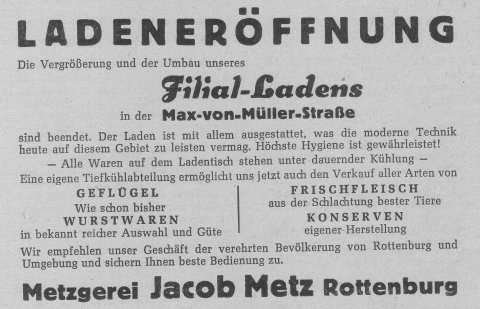 LADENERÖFFNUNG
Die Vergrößerung und der Umbau unseres
Filial-Ladens
in der Max-von-Müller-Straße
sind beendet. Der Laden ist mit allem ausgestattet, was die moderne Technik
heute auf diesem Gebiet zu leisten vermag. Höchste Hygiene ist gewährleistet!
— Alle Waren auf dem Ladentisch stehen unter dauernder Kühlung —
Eine eigene Tiefkühlabteilung ermöglicht uns jetzt auch den Verkauf aller Arten von
GEFLÜGEL
Wie schon bisher
WURSTWAREN
in bekannt reicher Auswahl und Güte
FRISCHFLEISCH
aus der Schlachtung bester Tiere
KONSERVEN
eigener Herstellung
Wir empfehlen unser Geschäft der verehrten Bevölkerung von Rottenburg und
Umgebung und sichern Ihnen beste Bedienung zu.
Metzgerei Jacob Metz Rottenburg